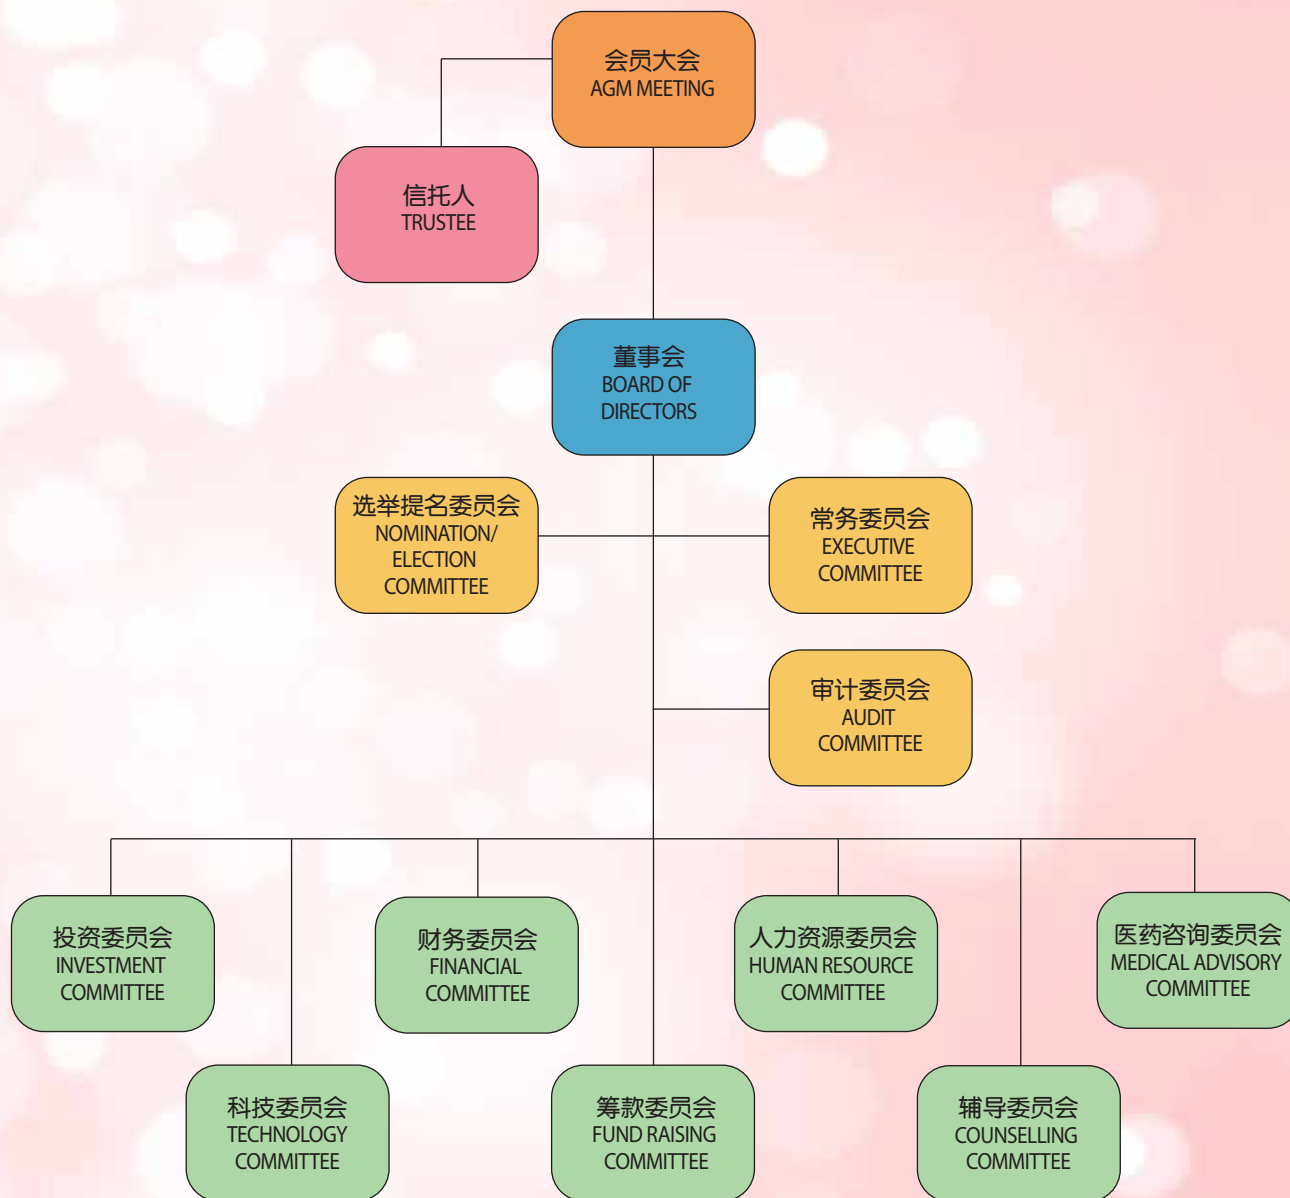 会员大会
AGM MEETING
信托人
TRUSTEE
董事会
BOARD OF
DIRECTORS
选举提名委员会
NOMINATION/
ELECTION
COMMITTEE
常务委员会
EXECUTIVE
COMMITTEE
审计委员会
AUDIT
COMMITTEE
投资委员会
INVESTMENT
COMMITTEE
财务委员会
FINANCIAL
COMMITTEE
人力资源委员会
HUMAN RESOURCE
COMMITTEE
医药咨询委员会
MEDICAL ADVISORY
COMMITTEE
科技委员会
TECHNOLOGY
COMMITTEE
筹款委员会
FUND RAISING
COMMITTEE
辅导委员会
COUNSELLING
COMMITTEE